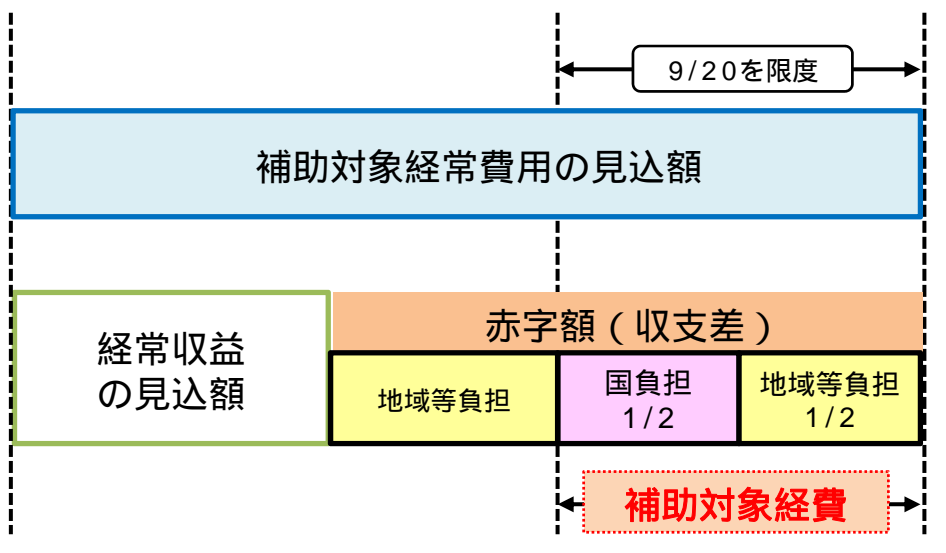 9/20を限度
補助対象経常費用の見込額
経常収益
の見込額
赤字額(収支差)
地域等負担
国負担
1/2
地域等負担
1/2
補助対象経費